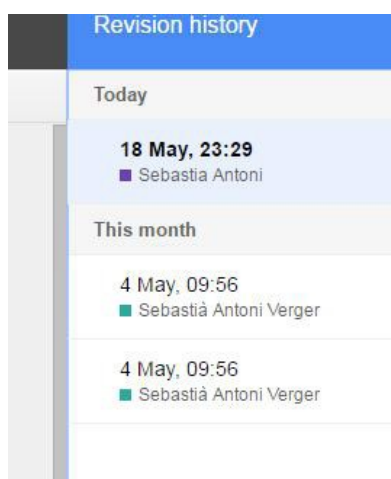 Revision history
Today
18 May, 23:29
Sebastia Antoni
This month
4 May, 09:56
Sebastià Antoni Verger
4 May, 09:56
Sebastià Antoni Verger